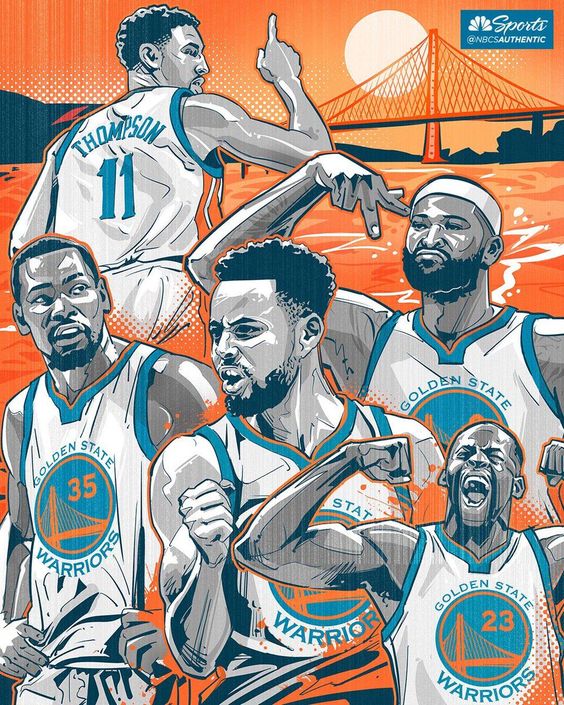 Sports
@NBCSAUTHENTIC
THOMPSON
11
GOLDEN STATE
GOLDEN STATE
35
WARRIORS
STAT
WARRIOR
GOLDEN STATE
23
WARRIORS